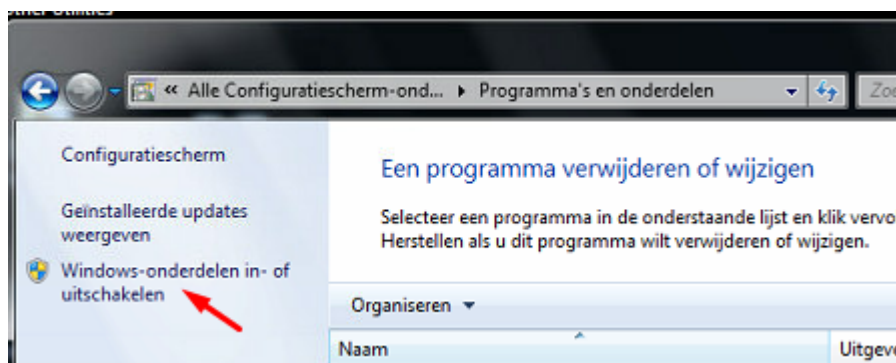 Other Utilities
« Alle Configuratiescherm-ond... ▸ Programma's en onderdelen
Configuratiescherm
Een programma verwijderen of wijzigen
Geïnstalleerde updates
weergeven
Selecteer een programma in de onderstaande lijst en klik
Herstellen als u dit programma wilt verwijderen of wijzigen.
Windows-onderdelen in- of
uitschakelen
Organiseren
Naam